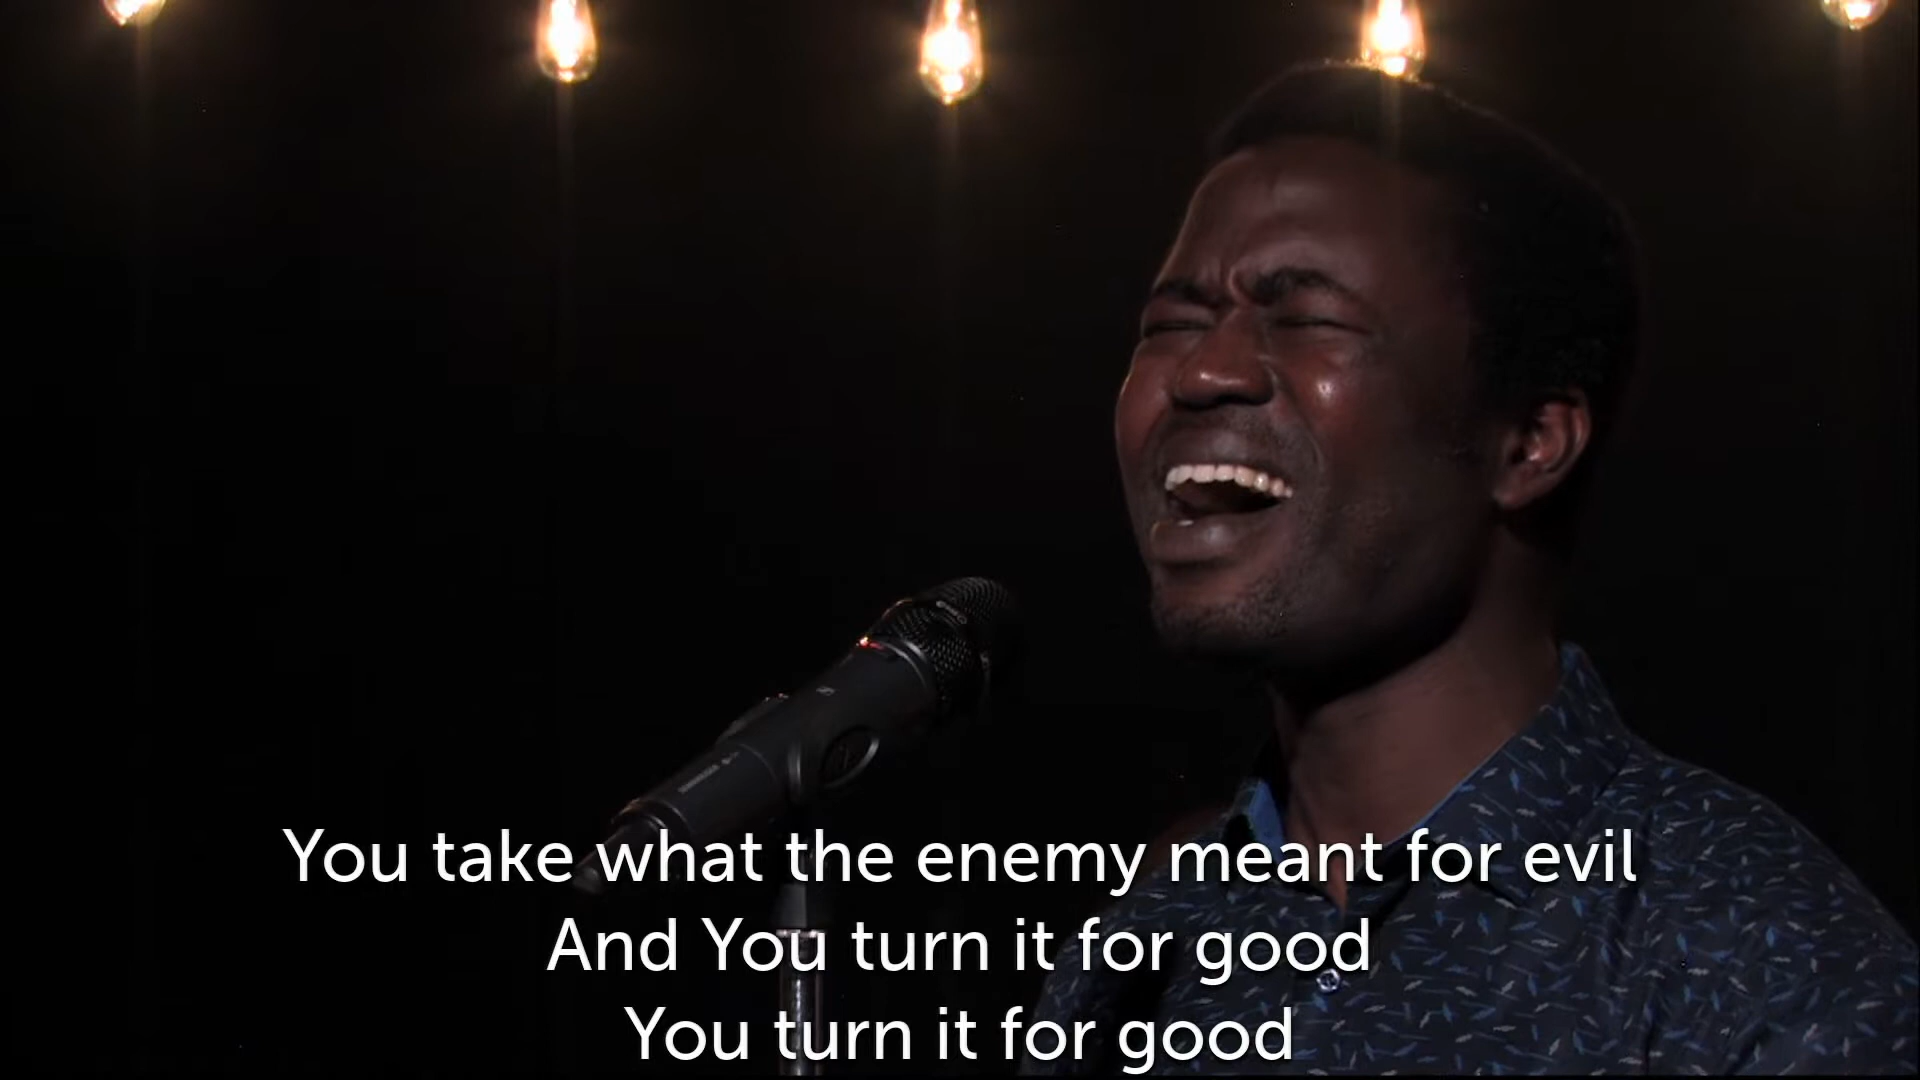 You take what the enemy meant for evil
And You turn it for good
You turn it for good